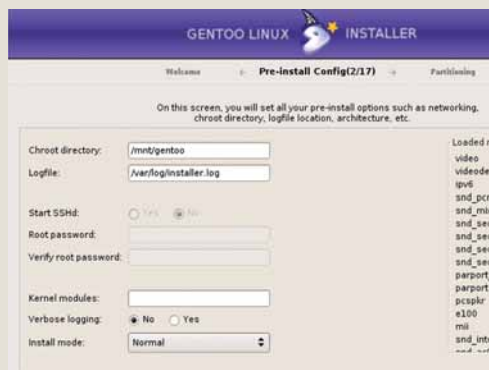 GENTOO LINUX INSTALLER
Welcome Pre-install Config(2/17) Partitioning
On this screen, you will set all your pre-install options such as networking,
chroot directory, logfile location, architecture, etc.
Chroot directory: /mnt/gentoo
Logfile: /var/log/installer.log
Start SSHd: Yes No
Root password:
Verify root password:
Kernel modules:
Verbose logging: No Yes
Install mode: Normal
Loaded
video
videode
ipv6
snd_pcm
snd_mi
snd_se
snd_se
snd_se
snd_se
parport_
parport
pcspkr
e100
mii
snd_int